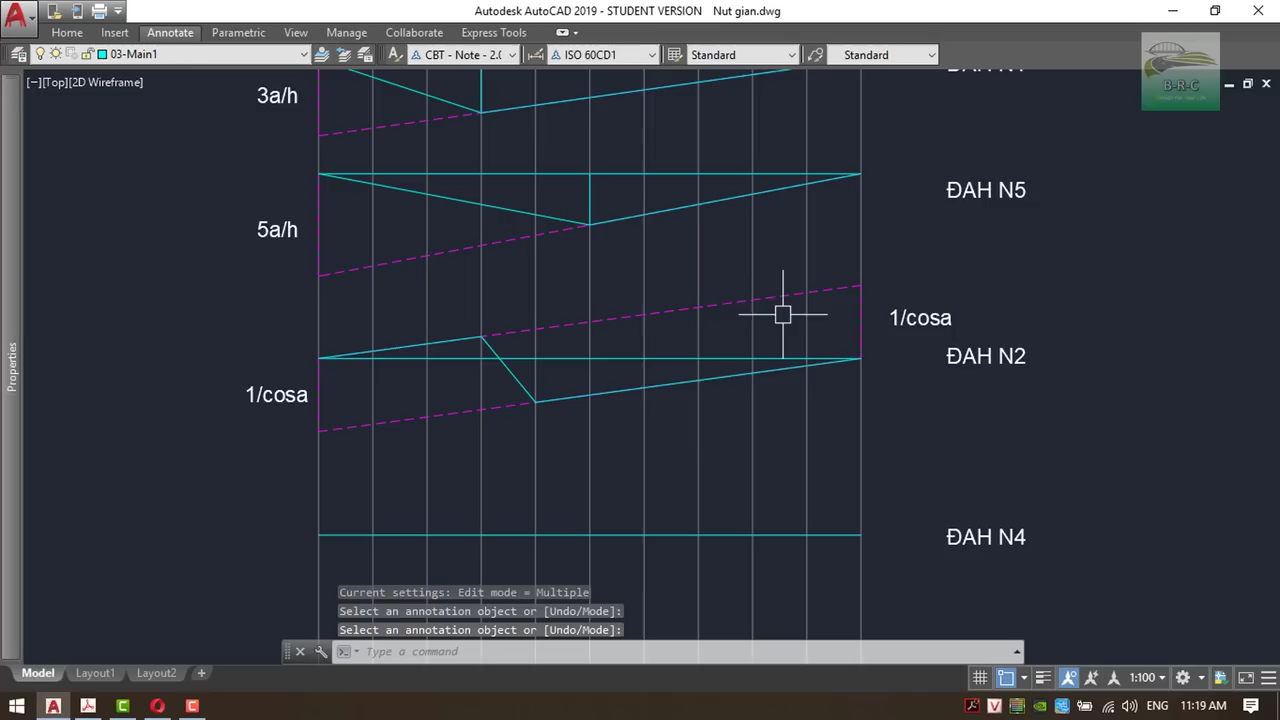 Autodesk AutoCAD 2019 - STUDENT VERSION Nut gian.dwg
Home Insert Annotate Parametric View Manage Collaborate Express Tools
03-Main1 CBT - Note - 2.0 ISO 60CD1 Standard Standard
[−][Top][2D Wireframe]
B-R-C
3a/h
ĐAH N5
5a/h
1/cosa
ĐAH N2
1/cosa
ĐAH N4
Properties
Current settings: Edit mode = Multiple
Select an annotation object or [Undo/Mode]:
Select an annotation object or [Undo/Mode]:
Type a command
Model Layout1 Layout2 +
1:100
ENG 11:19 AM